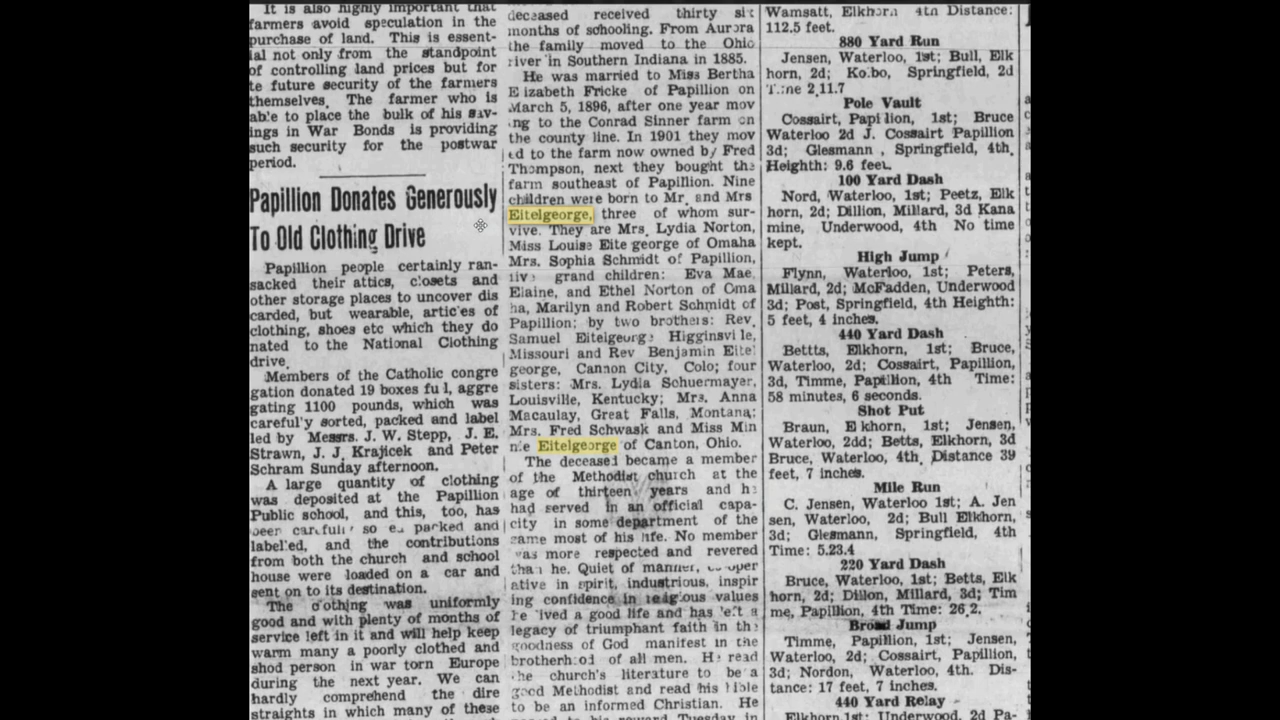 It is also highly important that
farmers avoid speculation in the
purchase of land. This is essent-
ial not only from the standpoint
of controlling land prices but for
te future security of the farmers
themselves. The farmer who is
able to place the bulk of his sav-
ings in War Bonds is providing
such security for the postwar
period.
Papillion Donates Generously
To Old Clothing Drive
Papillion people certainly ran-
sacked their attics, closets and
other storage places to uncover dis
carded, but wearable, articles of
clothing, shoes etc which they do
nated to the National Clothing
drive.
Members of the Catholic congre
gation donated 19 boxes ful, aggre
gating 1100 pounds, which was
carefuly sorted, packed and label
led by Messrs. J. W. Stepp, J. E.
Strawn, J. J. Krajicek and Peter
Schram Sunday afternoon.
A large quantity of clothing
was deposited at the Papillion
Public school, and this, too, has
been packed and
labeled, and the contributions
from both the church and school
house were loaded on a car and
sent on to its destination.
The clothing was uniformly
good and with plenty of months of
service left in it and will help keep
warm many a poorly clothed and
shod person in war torn Europe
during the next year. We can
hardly comprehend the dire
straits in which many of these
deceased received thirty six
months of schooling. From Aurora
the family moved to the Ohio
river in Southern Indiana in 1885.
He was married to Miss Bertha
Elizabeth Fricke of Papillion on
March 5, 1896, after one year mov
ing to the Conrad Sinner farm on
the county line. In 1901 they mov
ed to the farm now owned by Fred
Thompson, next they bought the
farm southeast of Papillion. Nine
children were born to Mr. and Mrs
Eitelgeorge, three of whom sur-
vive. They are Mrs. Lydia Norton,
Miss Louise Eitelgeorge of Omaha
Mrs. Sophia Schmidt of Papillion,
five grand children: Eva Mae,
Elaine, and Ethel Norton of Oma
ha, Marilyn and Robert Schmidt of
Papillion; by two brothers: Rev.
Samuel Eitelgeorge Higginsville,
Missouri and Rev Benjamin Eitel
george, Cannon City, Colo; four
sisters: Mrs. Lydia Schuermayer,
Louisville, Kentucky; Mrs. Anna
Macaulay, Great Falls, Montana;
Mrs. Fred Schwask and Miss Min
nie Eitelgeorge of Canton, Ohio.
The deceased became a member
of the Methodist church at the
age of thirteen years and he
had served in an official capa-
city in some department of the
same most of his life. No member
was more respected and revered
than he. Quiet of manner, co-oper
ative in spirit, industrious, inspir
ing confidence in religious values
he lived a good life and has left a
legacy of triumphant faith in the
goodness of God manifest in the
brotherhood of all men. He read
the church's literature to be a
good Methodist and read his Bible
to be an informed Christian. He
passed to his reward Tuesday in
Wamsatt, Elkhorn 4th Distance:
112.5 feet.
880 Yard Run
Jensen, Waterloo, 1st; Bull, Elk
horn, 2d; Kobo, Springfield, 2d
Time 2.11.7
Pole Vault
Cossairt, Papillion, 1st; Bruce
Waterloo 2d J. Cossairt Papillion
3d; Glesmann, Springfield, 4th.
Heighth: 9.6 feet.
100 Yard Dash
Nord, Waterloo, 1st; Peetz, Elk
horn, 2d; Dillion, Millard, 3d Kana
mine, Underwood, 4th No time
kept.
High Jump
Flynn, Waterloo, 1st; Peters,
Millard, 2d; McFadden, Underwood
3d; Post, Springfield, 4th Heighth:
5 feet, 4 inches.
440 Yard Dash
Bettts, Elkhorn, 1st; Bruce,
Waterloo, 2d; Cossairt, Papillion,
3d, Timme, Papillion, 4th Time:
58 minutes, 6 seconds.
Shot Put
Braun, Elkhorn, 1st; Jensen,
Waterloo, 2dd; Betts, Elkhorn, 3d
Bruce, Waterloo, 4th. Distance 39
feet, 7 inches.
Mile Run
C. Jensen, Waterloo 1st; A. Jen
sen, Waterloo, 2d; Bull Elkhorn,
3d; Glesmann, Springfield, 4th
Time: 5.23.4
220 Yard Dash
Bruce, Waterloo, 1st; Betts, Elk
horn, 2d; Dillon, Millard, 3d; Tim
me, Papillion, 4th Time: 26.2.
Broad Jump
Timme, Papillion, 1st; Jensen,
Waterloo, 2d; Cossairt, Papillion,
3d; Nordon, Waterloo, 4th. Dis-
tance: 17 feet, 7 inches.
440 Yard Relay
Elkhorn 1st; Underwood, 2d Pa-